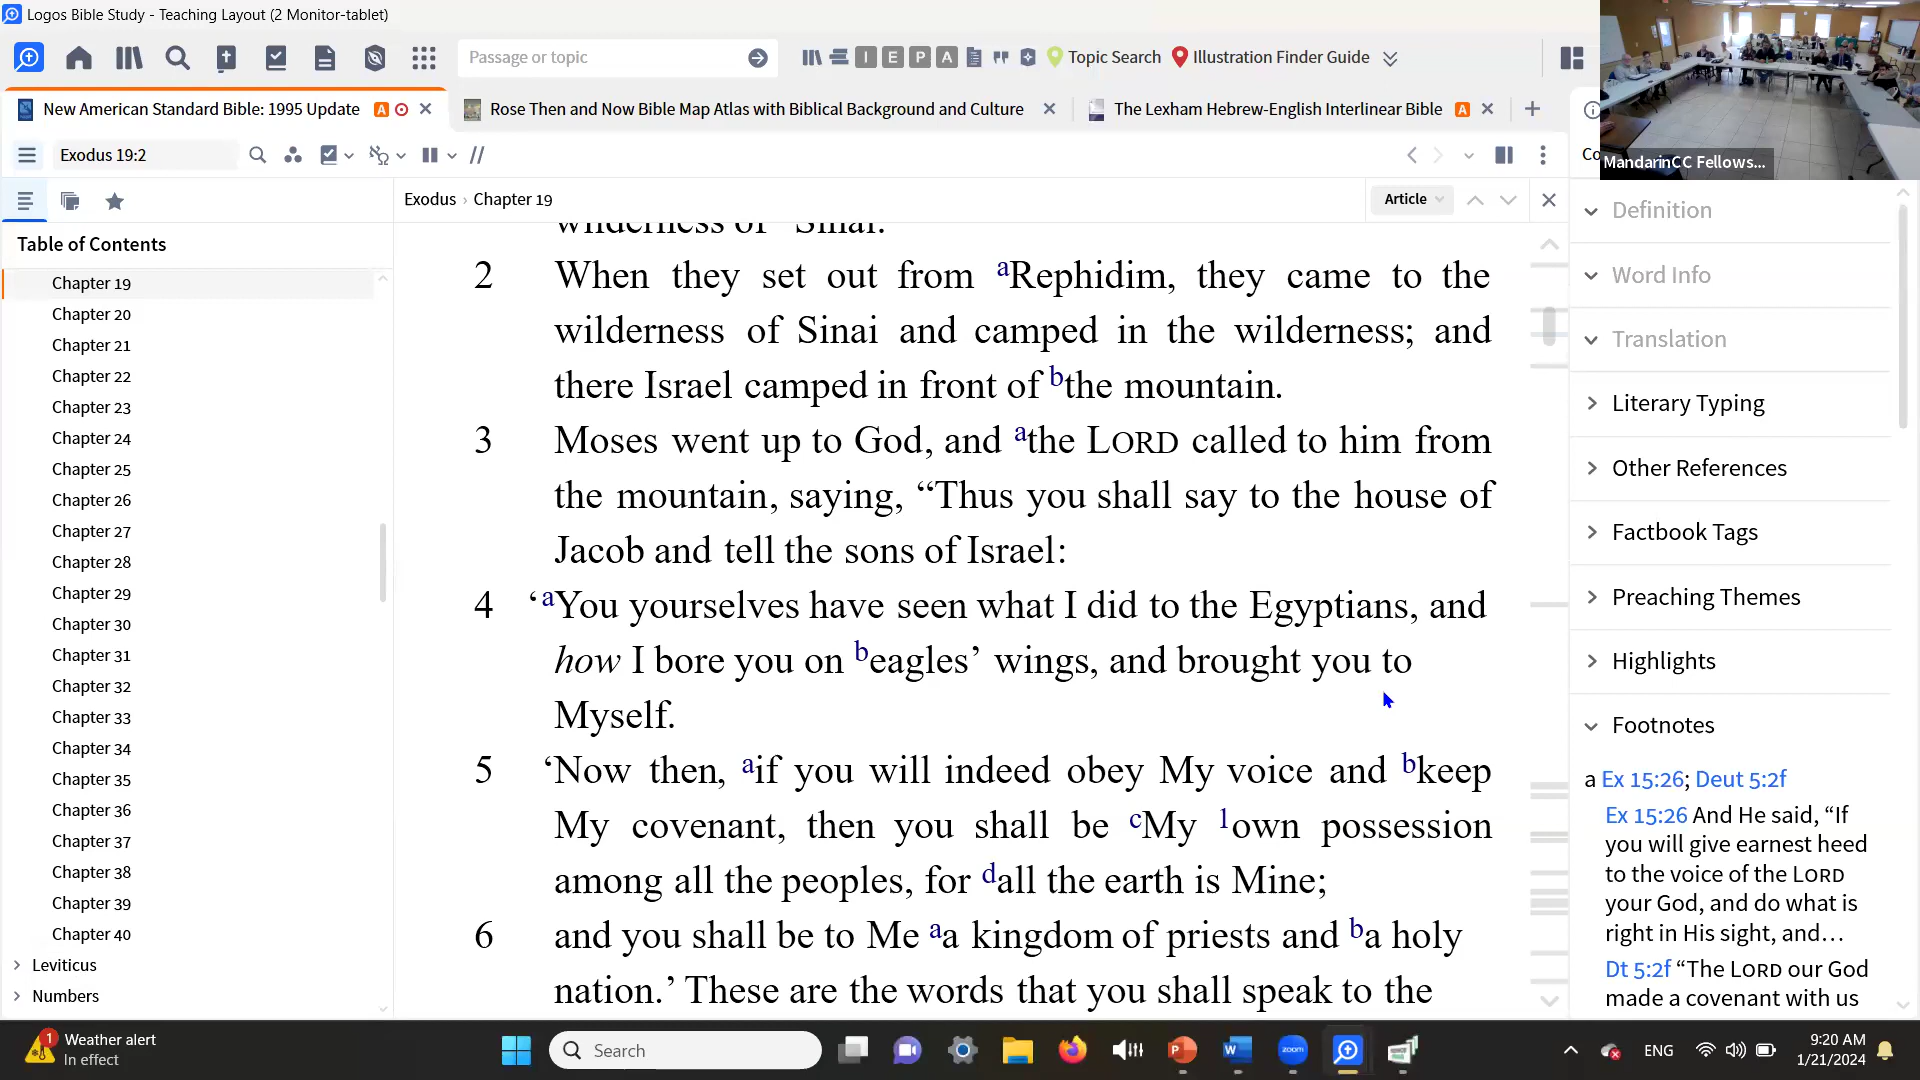 Logos Bible Study - Teaching Layout (2 Monitor-tablet)
Passage or topic
I E P A
Topic Search
Illustration Finder Guide
New American Standard Bible: 1995 Update A
Rose Then and Now Bible Map Atlas with Biblical Background and Culture
The Lexham Hebrew-English Interlinear Bible A
Exodus 19:2
Co
MandarinCC Fellows...
Exodus › Chapter 19
Article
Table of Contents
Chapter 19
Chapter 20
Chapter 21
Chapter 22
Chapter 23
Chapter 24
Chapter 25
Chapter 26
Chapter 27
Chapter 28
Chapter 29
Chapter 30
Chapter 31
Chapter 32
Chapter 33
Chapter 34
Chapter 35
Chapter 36
Chapter 37
Chapter 38
Chapter 39
Chapter 40
Leviticus
Numbers
wilderness of Sinai.
2 When they set out from aRephidim, they came to the
wilderness of Sinai and camped in the wilderness; and
there Israel camped in front of bthe mountain.
3 Moses went up to God, and athe LORD called to him from
the mountain, saying, “Thus you shall say to the house of
Jacob and tell the sons of Israel:
4 ‘aYou yourselves have seen what I did to the Egyptians, and
how I bore you on beagles’ wings, and brought you to
Myself.
5 ‘Now then, aif you will indeed obey My voice and bkeep
My covenant, then you shall be cMy 1own possession
among all the peoples, for dall the earth is Mine;
6 and you shall be to Me aa kingdom of priests and ba holy
nation.’ These are the words that you shall speak to the
Definition
Word Info
Translation
Literary Typing
Other References
Factbook Tags
Preaching Themes
Highlights
Footnotes
a Ex 15:26; Deut 5:2f
Ex 15:26 And He said, “If
you will give earnest heed
to the voice of the LORD
your God, and do what is
right in His sight, and…
Dt 5:2f “The LORD our God
made a covenant with us
1
Weather alert
In effect
Search
zoom
ENG
9:20 AM
1/21/2024